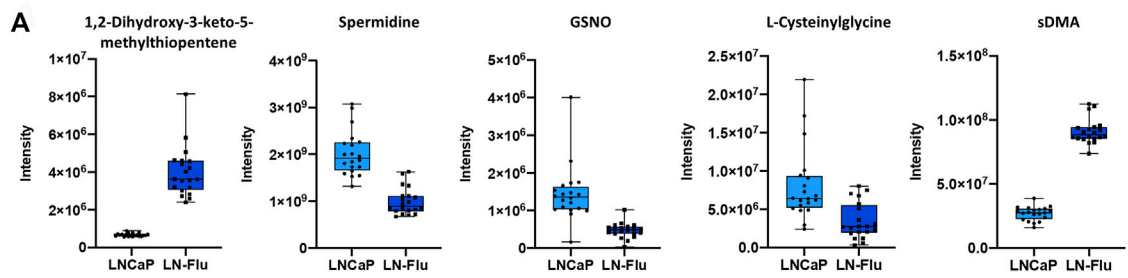 A
1,2-Dihydroxy-3-keto-5-
methylthiopentene
Intensity
1×10⁷
8×10⁶
6×10⁶
4×10⁶
2×10⁶
0
LNCaP LN-Flu
Spermidine
Intensity
4×10⁹
3×10⁹
2×10⁹
1×10⁹
0
LNCaP LN-Flu
GSNO
Intensity
5×10⁶
4×10⁶
3×10⁶
2×10⁶
1×10⁶
0
LNCaP LN-Flu
L-Cysteinylglycine
Intensity
2.5×10⁷
2.0×10⁷
1.5×10⁷
1.0×10⁷
5.0×10⁶
0.0
LNCaP LN-Flu
sDMA
Intensity
1.5×10⁸
1.0×10⁸
5.0×10⁷
0.0
LNCaP LN-Flu